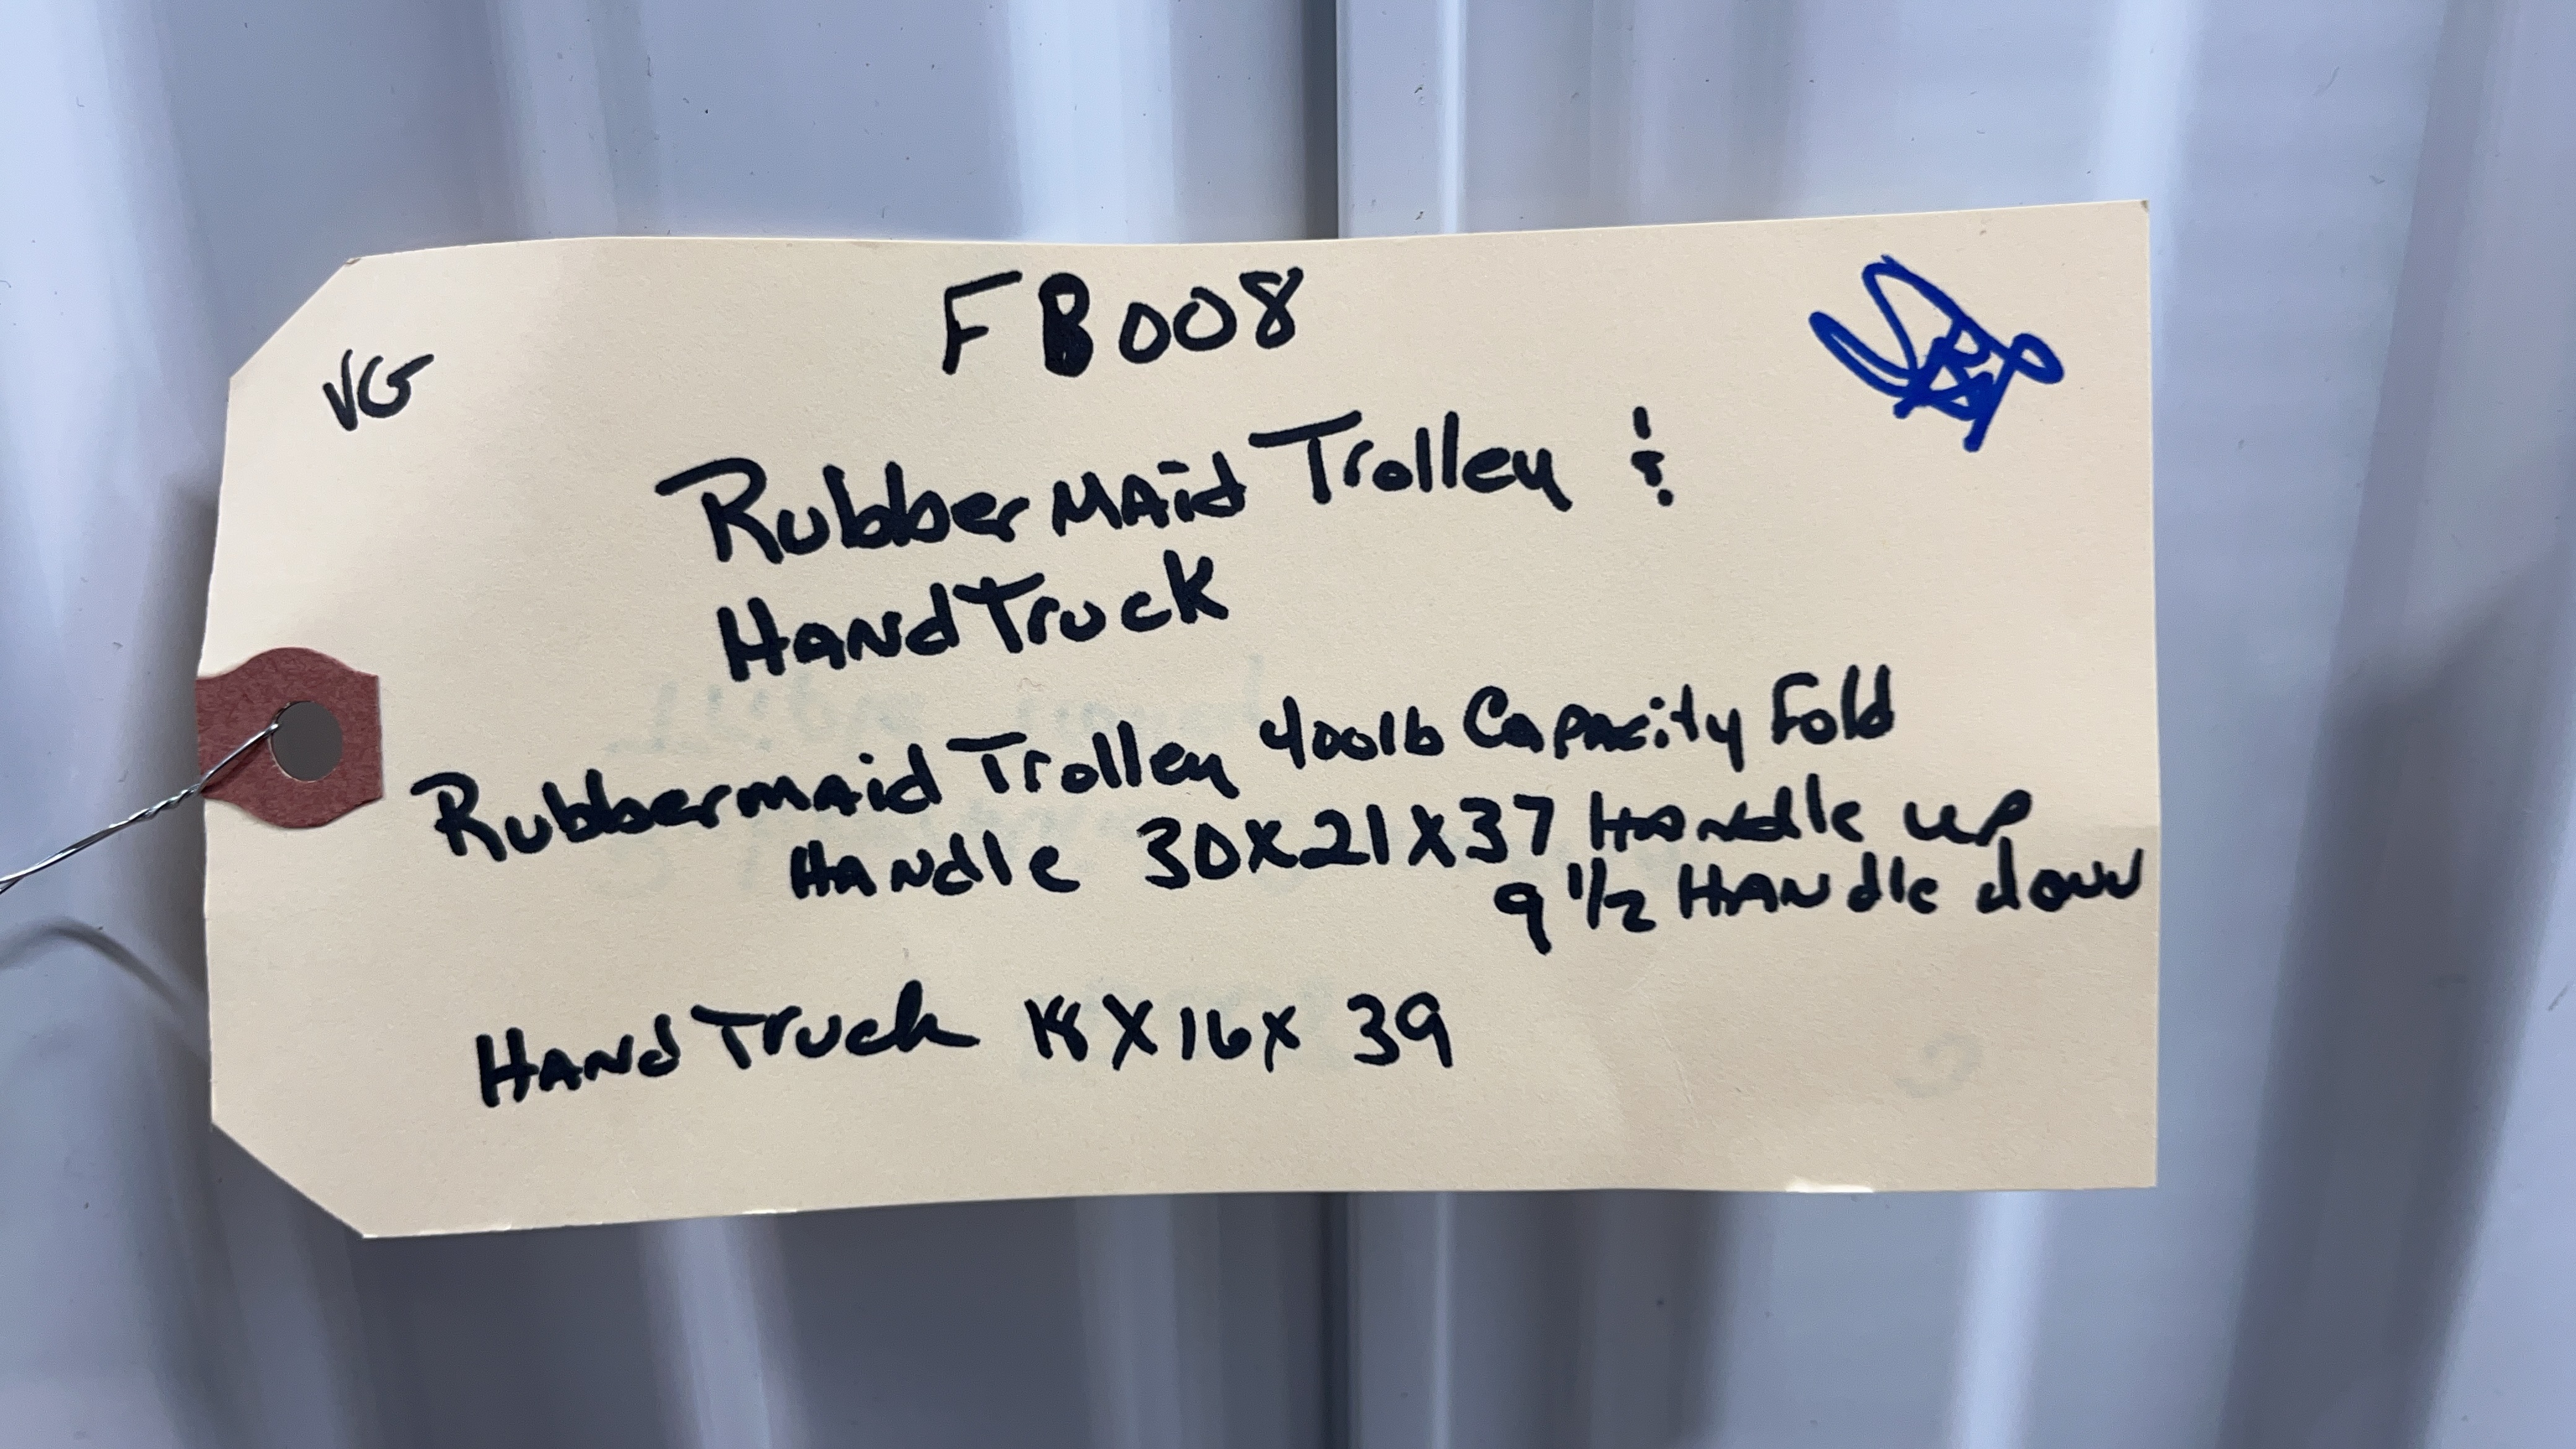 FB008
VG
RubberMAid Trolley &
HANdTruck
RubbermAid Trolley 400lb CapAcity Fold
HANdle 30X21X37 HANdle up
9 1/2 HANdle dowN
HANd Truck 18X16X 39